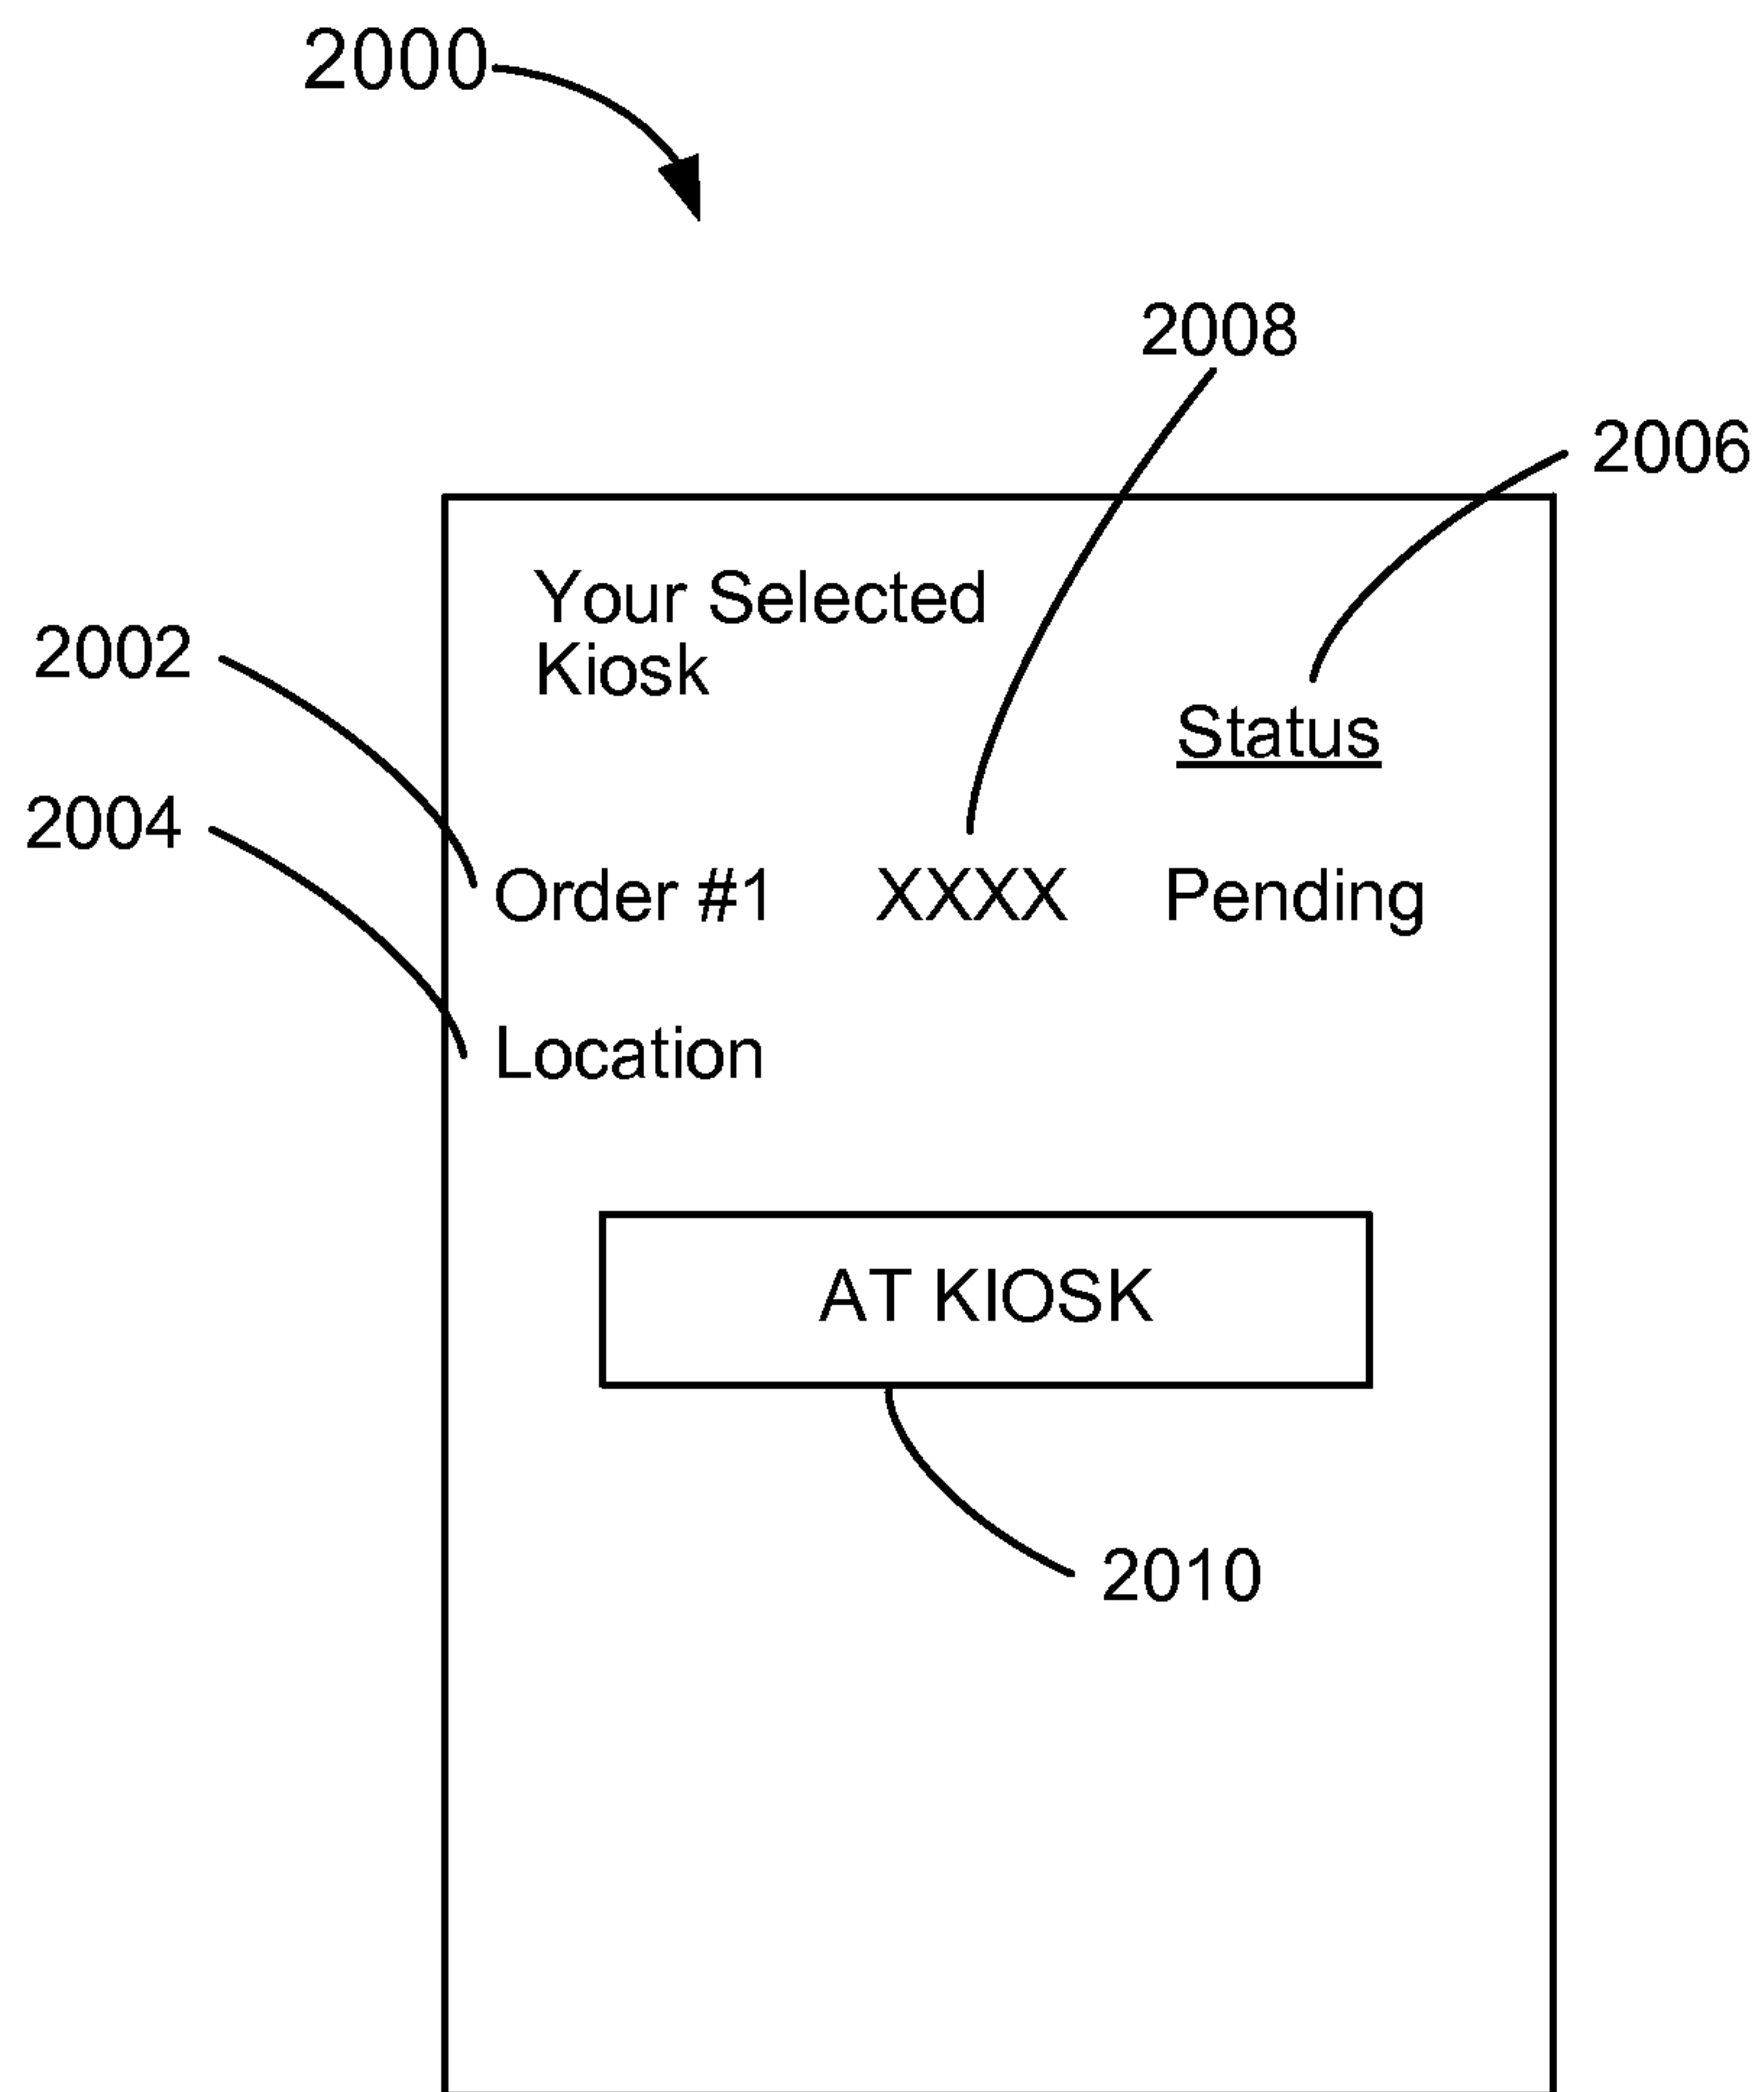 2000
2008
2006
Your Selected
Kiosk
2002
Status
2004
Order #1 XXXX Pending
Location
AT KIOSK
2010